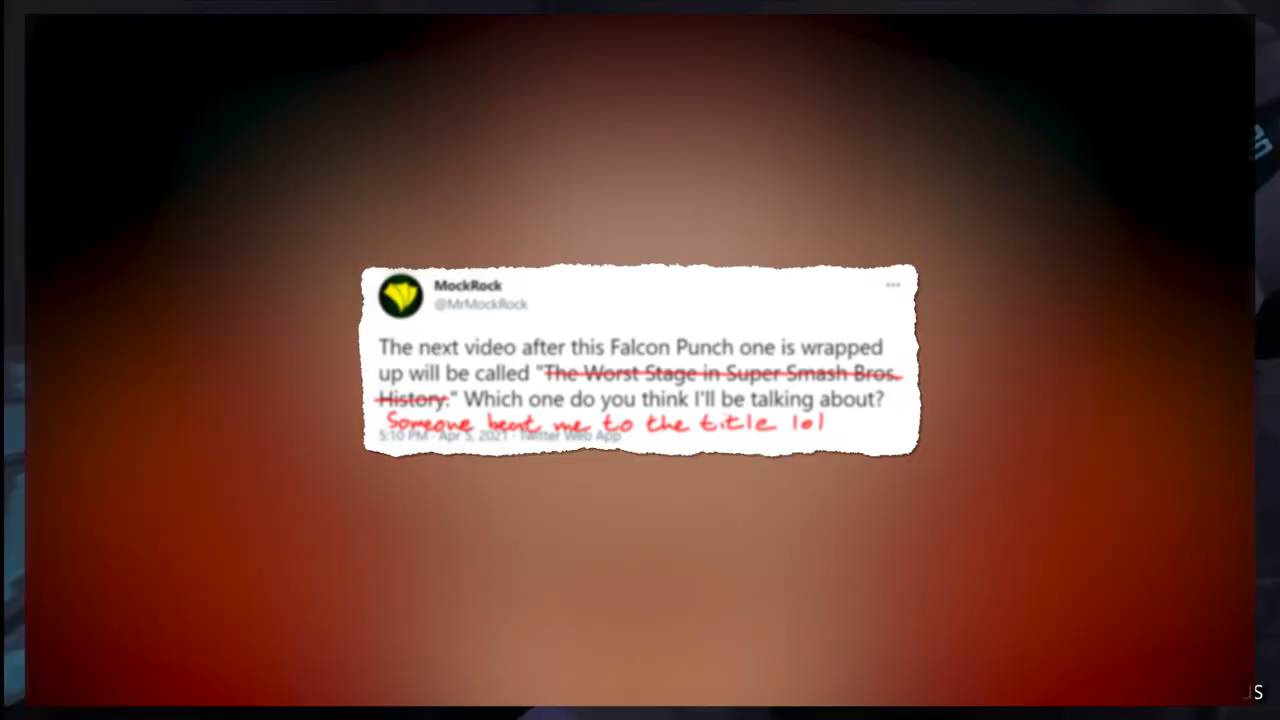 MockRock
@MrMockRock
The next video after this Falcon Punch one is wrapped
up will be called "The Worst Stage in Super Smash Bros.
History." Which one do you think I'll be talking about?
Someone beat me to the title lol
5:10 PM · Apr 5, 2021 · Twitter Web App